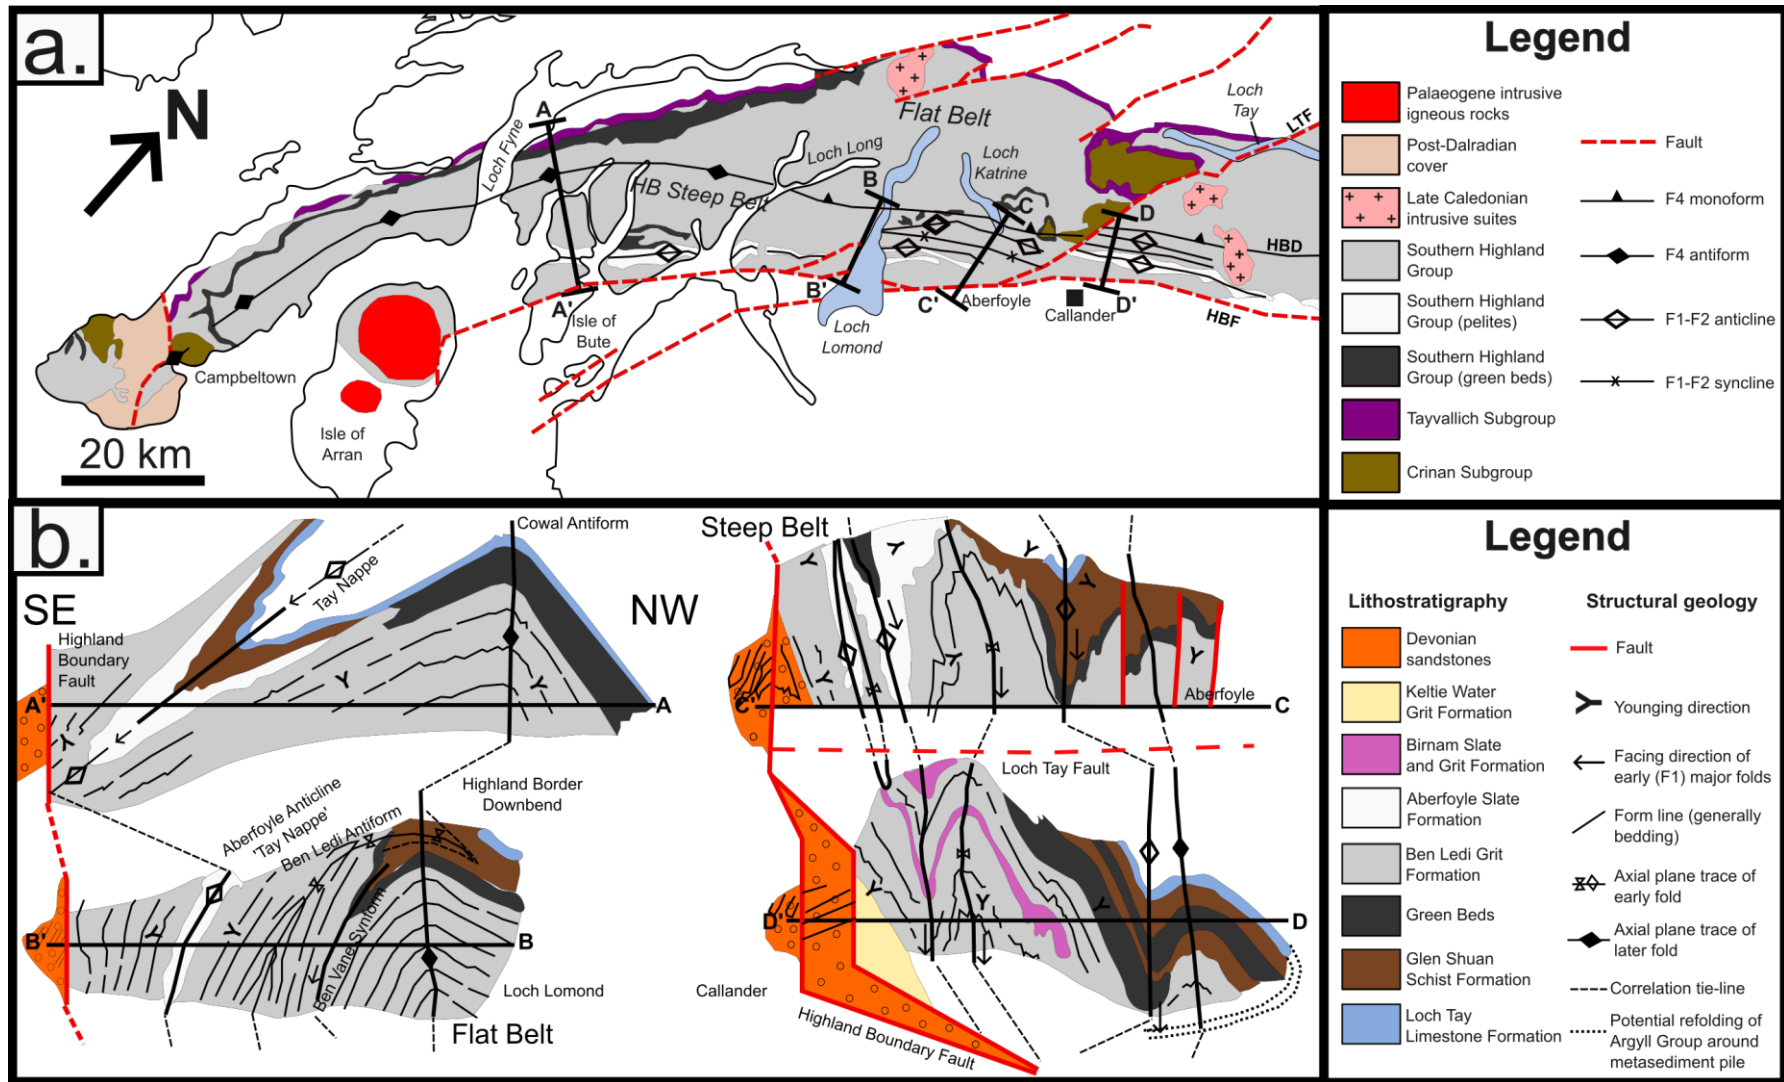 a.
N
20 km
Campbeltown
Isle of
Arran
Loch Fyne
A
A'
HB Steep Belt
Isle of
Bute
Loch Long
Flat Belt
B
B'
Loch
Lomond
Loch
Katrine
C
C'
Aberfoyle
D
D'
Callander
Loch
Tay
LTF
HBD
HBF
Legend
Palaeogene intrusive
igneous rocks
Post-Dalradian
cover
Late Caledonian
intrusive suites
Southern Highland
Group
Southern Highland
Group (pelites)
Southern Highland
Group (green beds)
Tayvallich Subgroup
Crinan Subgroup
Fault
F4 monoform
F4 antiform
F1-F2 anticline
F1-F2 syncline
b.
SE
Highland
Boundary
Fault
Tay Nappe
Cowal Antiform
NW
A'
A
Aberfoyle Anticline
'Tay Nappe'
Ben Ledi Antiform
Highland Border
Downbend
Ben Vane Synform
B'
B
Loch Lomond
Flat Belt
Steep Belt
Aberfoyle
C'
C
Loch Tay Fault
D'
D
Callander
Highland Boundary Fault
Legend
Lithostratigraphy
Devonian
sandstones
Keltie Water
Grit Formation
Birnam Slate
and Grit Formation
Aberfoyle Slate
Formation
Ben Ledi Grit
Formation
Green Beds
Glen Shuan
Schist Formation
Loch Tay
Limestone Formation
Structural geology
Fault
Younging direction
Facing direction of
early (F1) major folds
Form line (generally
bedding)
Axial plane trace of
early fold
Axial plane trace of
later fold
Correlation tie-line
Potential refolding of
Argyll Group around
metasediment pile